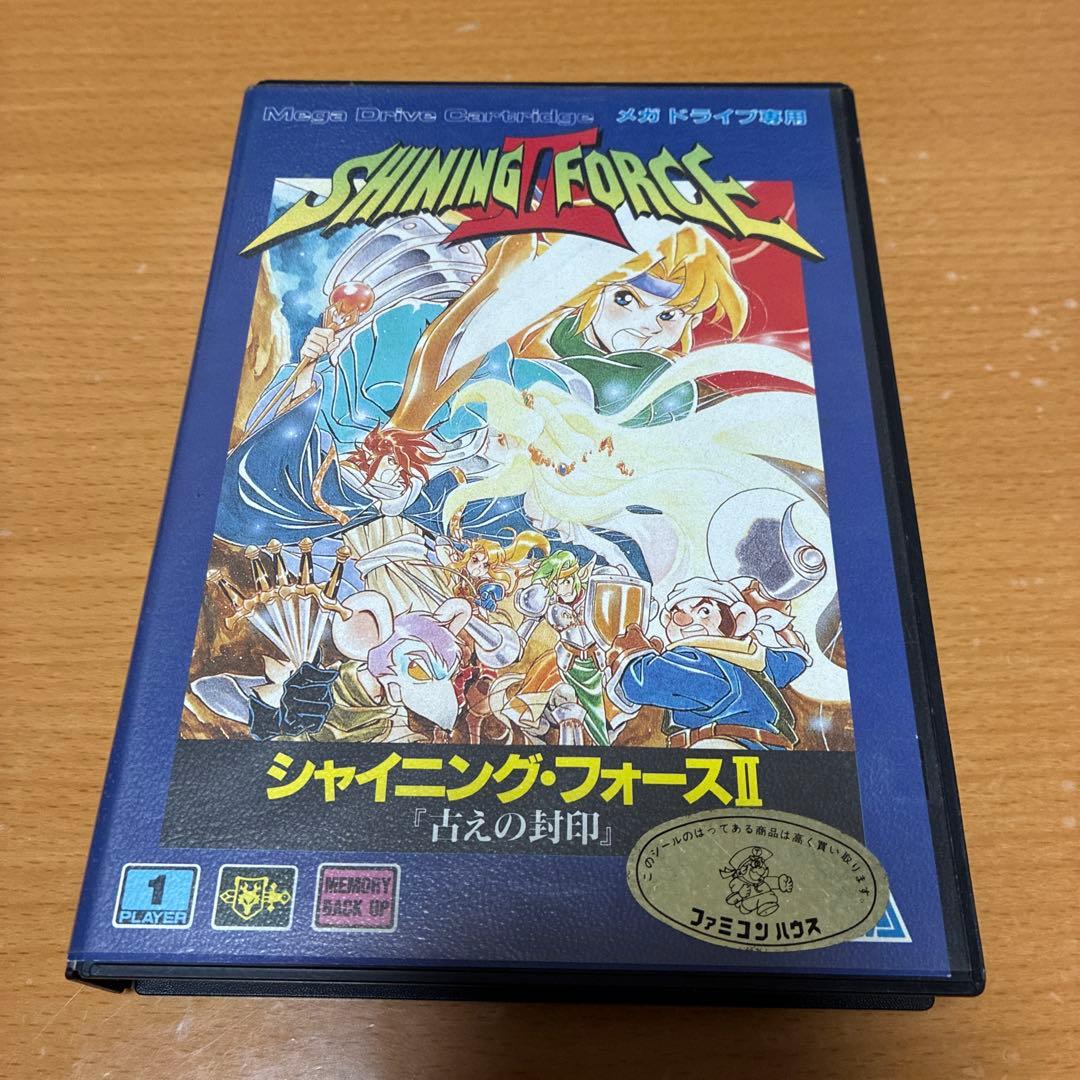 Mega Drive Cartridge メガドライブ専用
SHINING FORCE II
シャイニング・フォースII
『古えの封印』
1
PLAYER
MEMORY
BACK UP
このシールのはってある商品は高く買い取ります。
ファミコンハウス